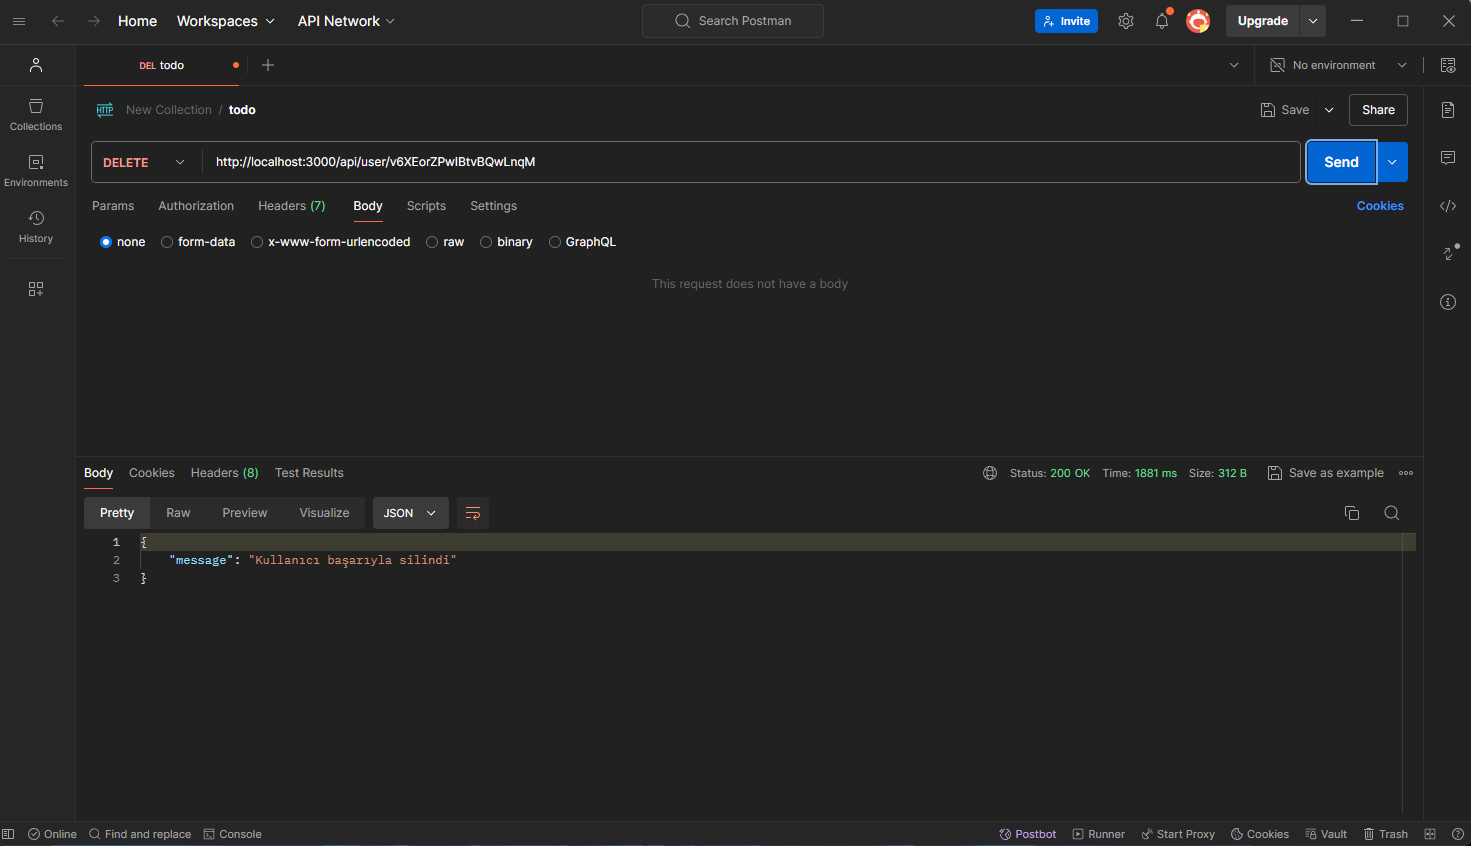 Home Workspaces API Network Search Postman Invite Upgrade
DEL todo No environment
HTTP New Collection / todo Save Share
DELETE http://localhost:3000/api/user/v6XEorZPwIBtvBQwLnqM Send
Params Authorization Headers (7) Body Scripts Settings Cookies
none form-data x-www-form-urlencoded raw binary GraphQL
This request does not have a body
Collections
Environments
History
Body Cookies Headers (8) Test Results Status: 200 OK Time: 1881 ms Size: 312 B Save as example
Pretty Raw Preview Visualize JSON
1 {
2 "message": "Kullanıcı başarıyla silindi"
3 }
Online Find and replace Console Postbot Runner Start Proxy Cookies Vault Trash